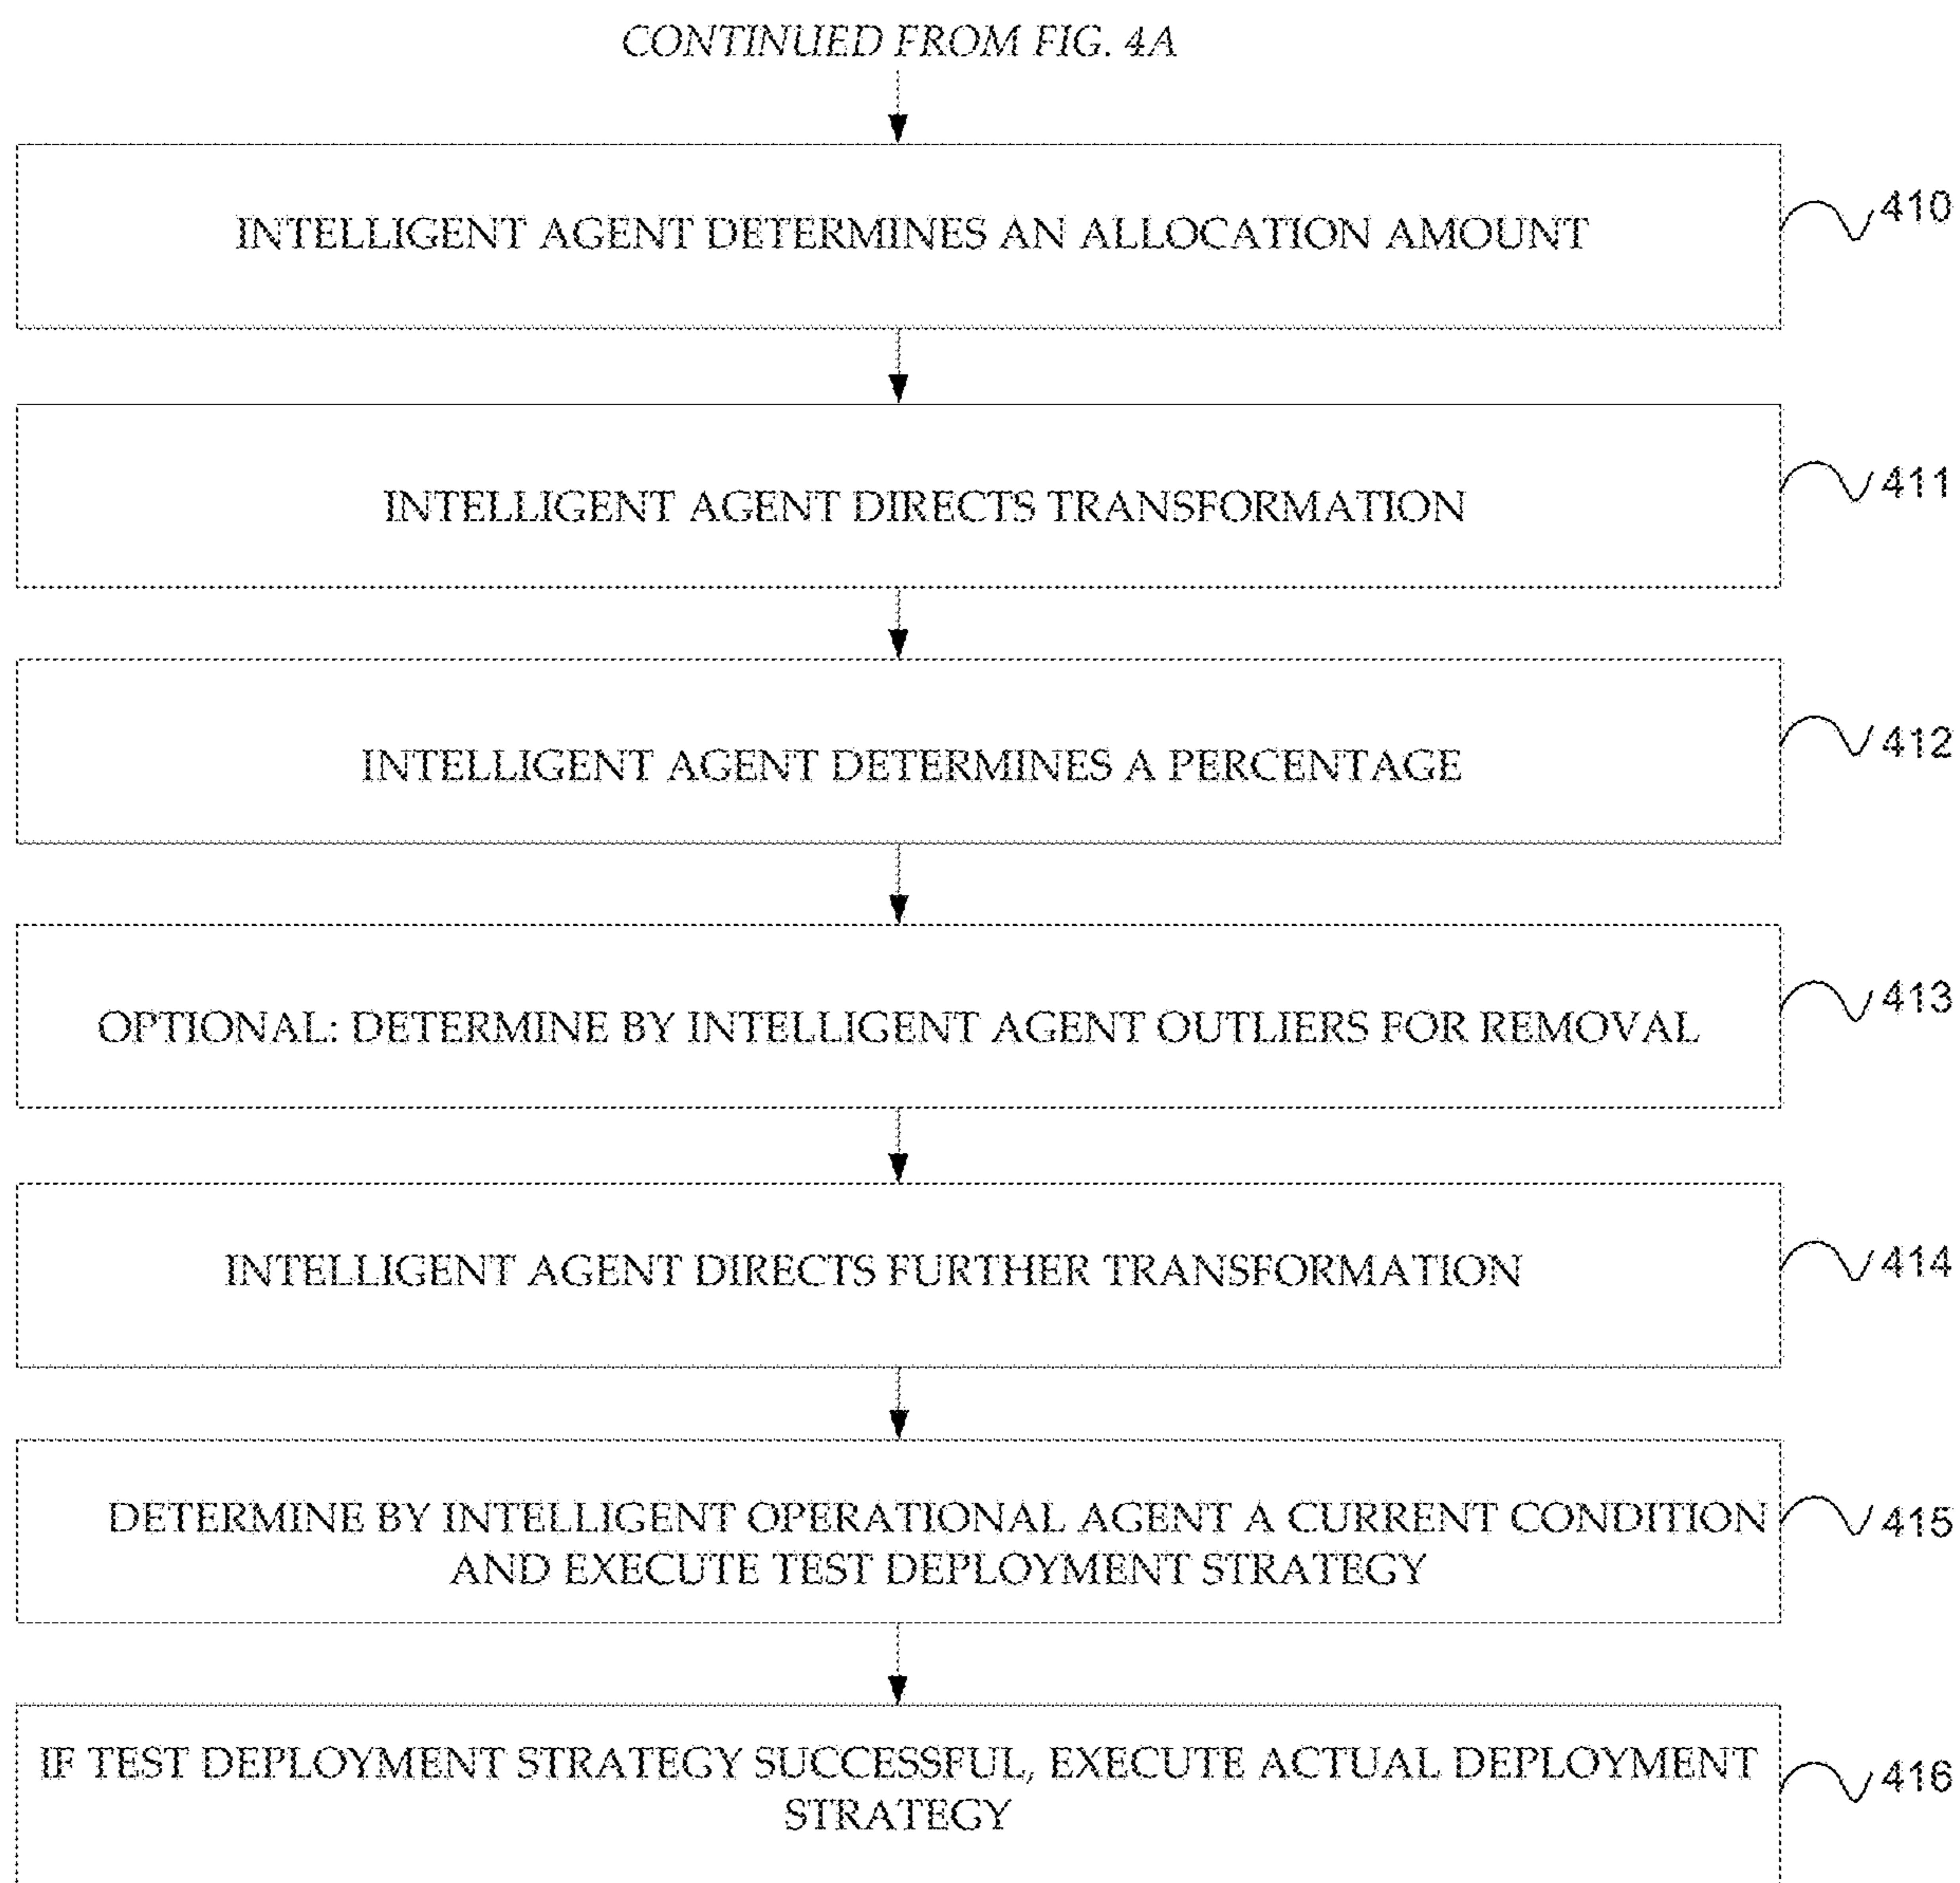 CONTINUED FROM FIG. 4A
INTELLIGENT AGENT DETERMINES AN ALLOCATION AMOUNT
410
INTELLIGENT AGENT DIRECTS TRANSFORMATION
411
INTELLIGENT AGENT DETERMINES A PERCENTAGE
412
OPTIONAL: DETERMINE BY INTELLIGENT AGENT OUTLIERS FOR REMOVAL
413
INTELLIGENT AGENT DIRECTS FURTHER TRANSFORMATION
414
DETERMINE BY INTELLIGENT OPERATIONAL AGENT A CURRENT CONDITION
AND EXECUTE TEST DEPLOYMENT STRATEGY
415
IF TEST DEPLOYMENT STRATEGY SUCCESSFUL, EXECUTE ACTUAL DEPLOYMENT
STRATEGY
416